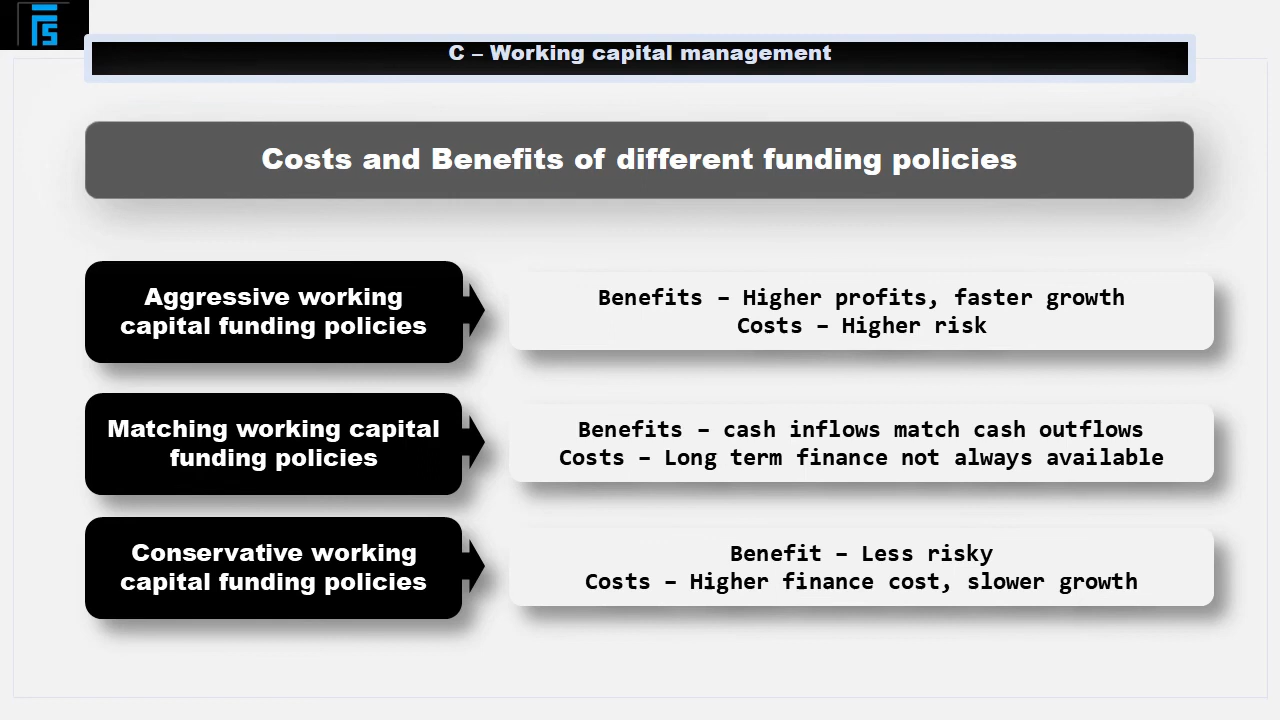 C – Working capital management
Costs and Benefits of different funding policies
Aggressive working
capital funding policies
Benefits – Higher profits, faster growth
Costs – Higher risk
Matching working capital
funding policies
Benefits – cash inflows match cash outflows
Costs – Long term finance not always available
Conservative working
capital funding policies
Benefit – Less risky
Costs – Higher finance cost, slower growth